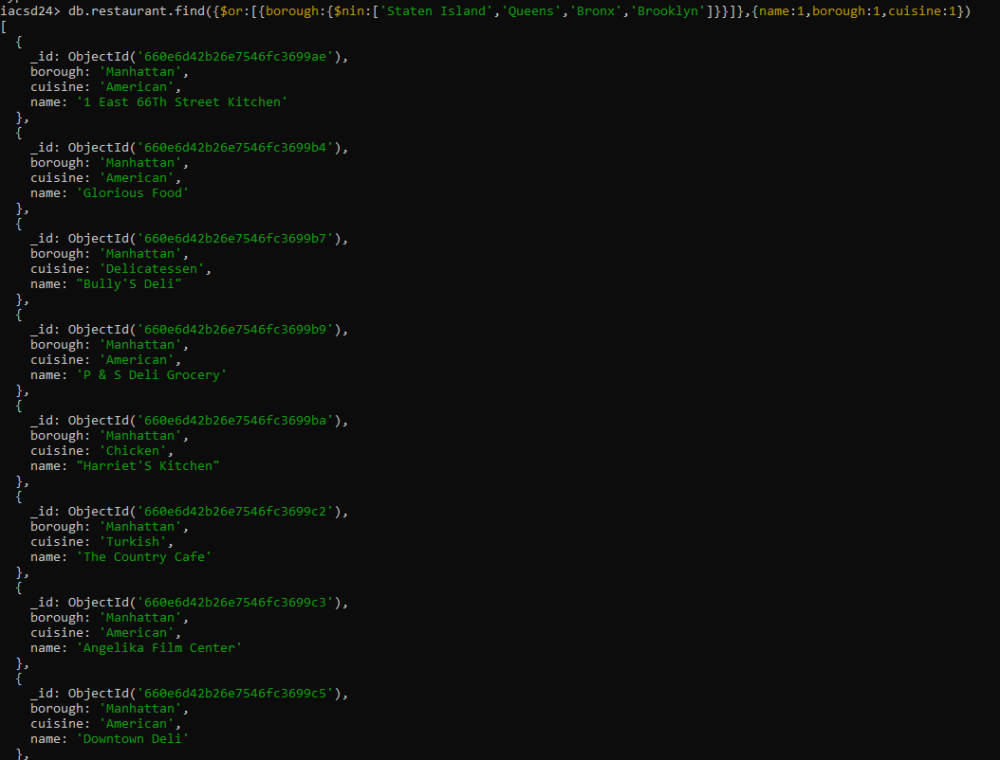 iacsd24> db.restaurant.find({$or:[{borough:{$nin:['Staten Island','Queens','Bronx','Brooklyn']}}]},{name:1,borough:1,cuisine:1})
[
  {
    _id: ObjectId('660e6d42b26e7546fc3699ae'),
    borough: 'Manhattan',
    cuisine: 'American',
    name: '1 East 66Th Street Kitchen'
  },
  {
    _id: ObjectId('660e6d42b26e7546fc3699b4'),
    borough: 'Manhattan',
    cuisine: 'American',
    name: 'Glorious Food'
  },
  {
    _id: ObjectId('660e6d42b26e7546fc3699b7'),
    borough: 'Manhattan',
    cuisine: 'Delicatessen',
    name: "Bully'S Deli"
  },
  {
    _id: ObjectId('660e6d42b26e7546fc3699b9'),
    borough: 'Manhattan',
    cuisine: 'American',
    name: 'P & S Deli Grocery'
  },
  {
    _id: ObjectId('660e6d42b26e7546fc3699ba'),
    borough: 'Manhattan',
    cuisine: 'Chicken',
    name: "Harriet'S Kitchen"
  },
  {
    _id: ObjectId('660e6d42b26e7546fc3699c2'),
    borough: 'Manhattan',
    cuisine: 'Turkish',
    name: 'The Country Cafe'
  },
  {
    _id: ObjectId('660e6d42b26e7546fc3699c3'),
    borough: 'Manhattan',
    cuisine: 'American',
    name: 'Angelika Film Center'
  },
  {
    _id: ObjectId('660e6d42b26e7546fc3699c5'),
    borough: 'Manhattan',
    cuisine: 'American',
    name: 'Downtown Deli'
  },